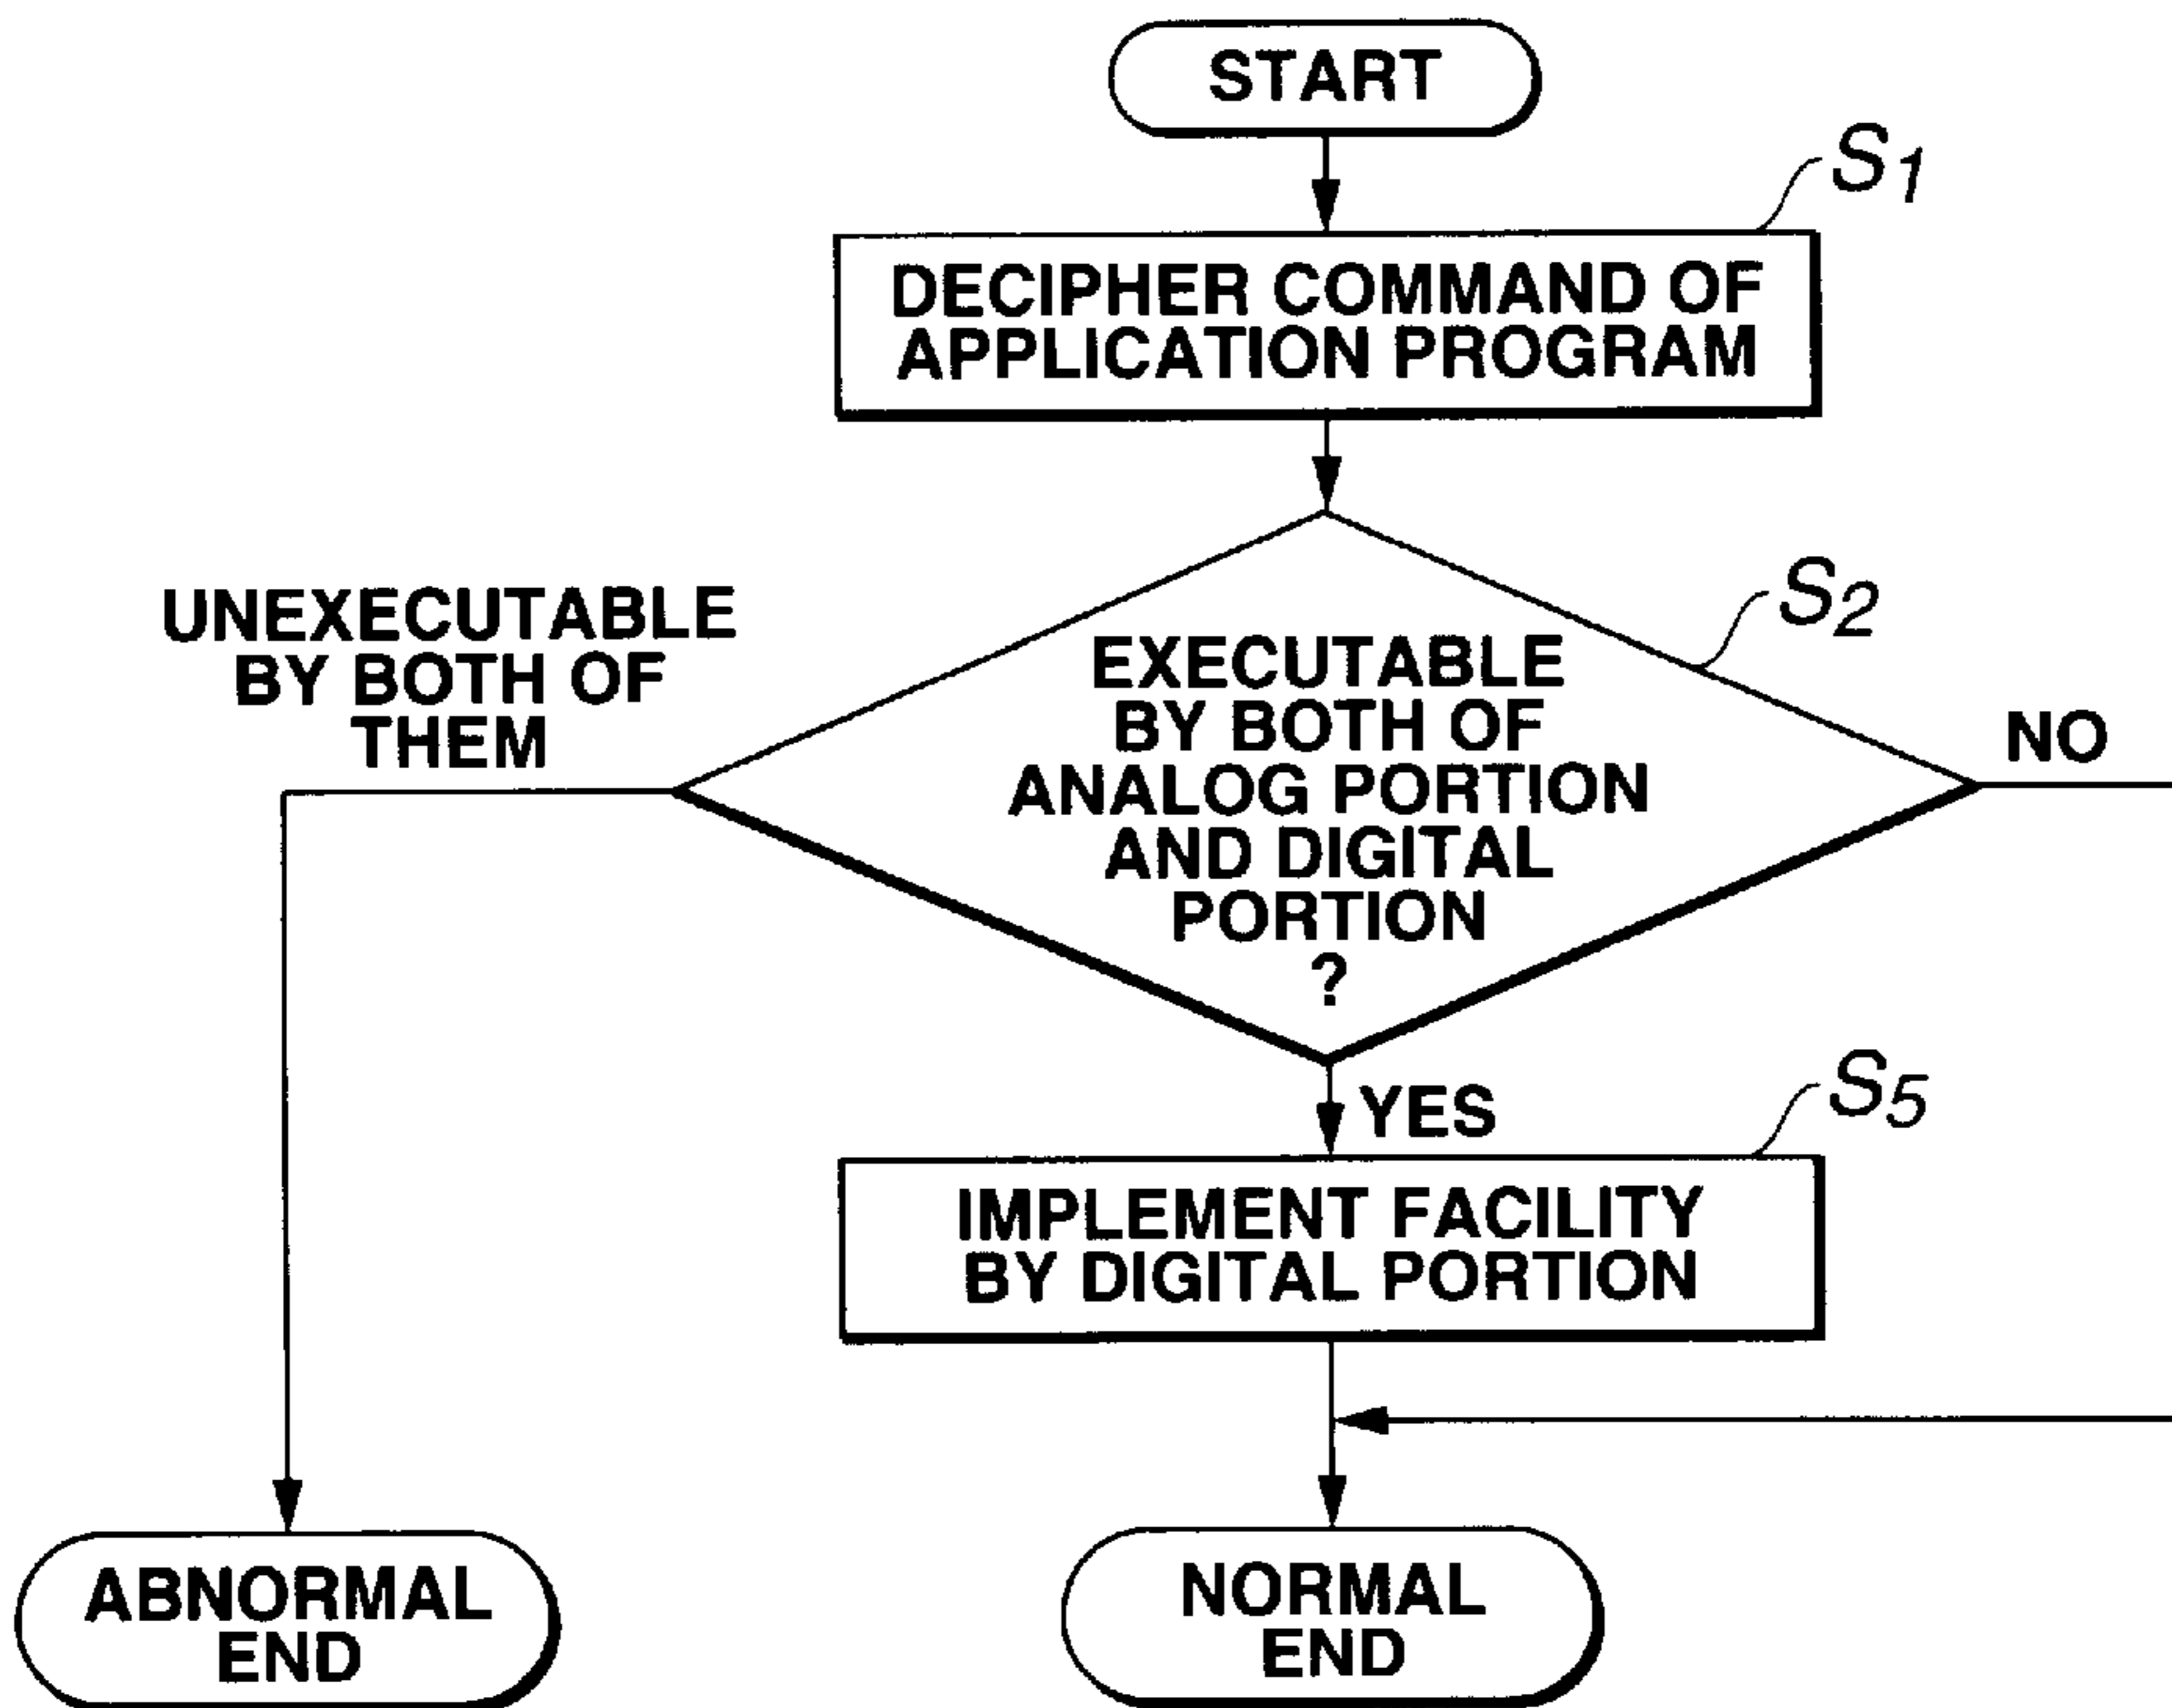 START
S1
DECIPHER COMMAND OF
APPLICATION PROGRAM
S2
UNEXECUTABLE
BY BOTH OF
THEM
EXECUTABLE
BY BOTH OF
ANALOG PORTION
AND DIGITAL
PORTION
?
NO
YES
S5
IMPLEMENT FACILITY
BY DIGITAL PORTION
ABNORMAL
END
NORMAL
END